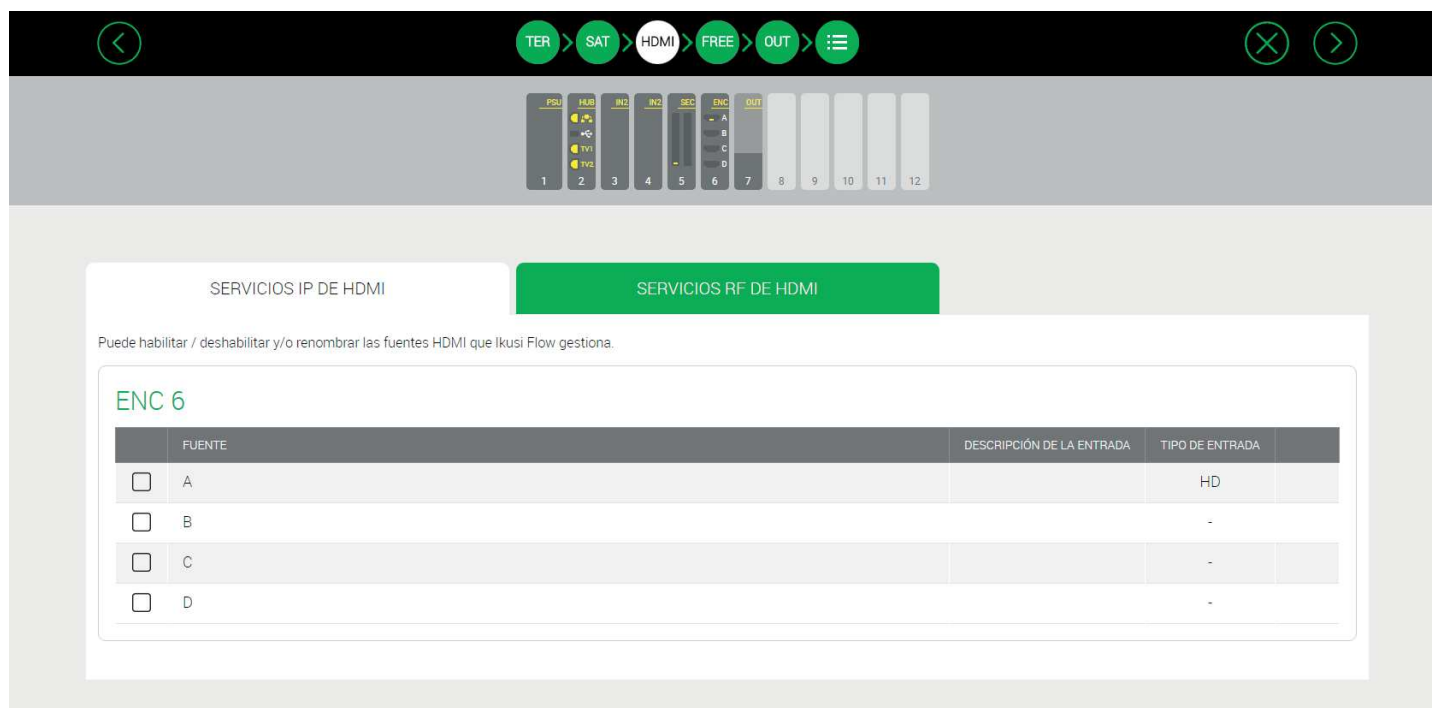 TER > SAT > HDMI > FREE > OUT >
PSU HUB IN2 IN2 SEC ENC OUT
A
B
TV1 C
TV2 D
1 2 3 4 5 6 7 8 9 10 11 12
SERVICIOS IP DE HDMI SERVICIOS RF DE HDMI
Puede habilitar / deshabilitar y/o renombrar las fuentes HDMI que Ikusi Flow gestiona.
ENC 6
FUENTE DESCRIPCIÓN DE LA ENTRADA TIPO DE ENTRADA
A HD
B -
C -
D -